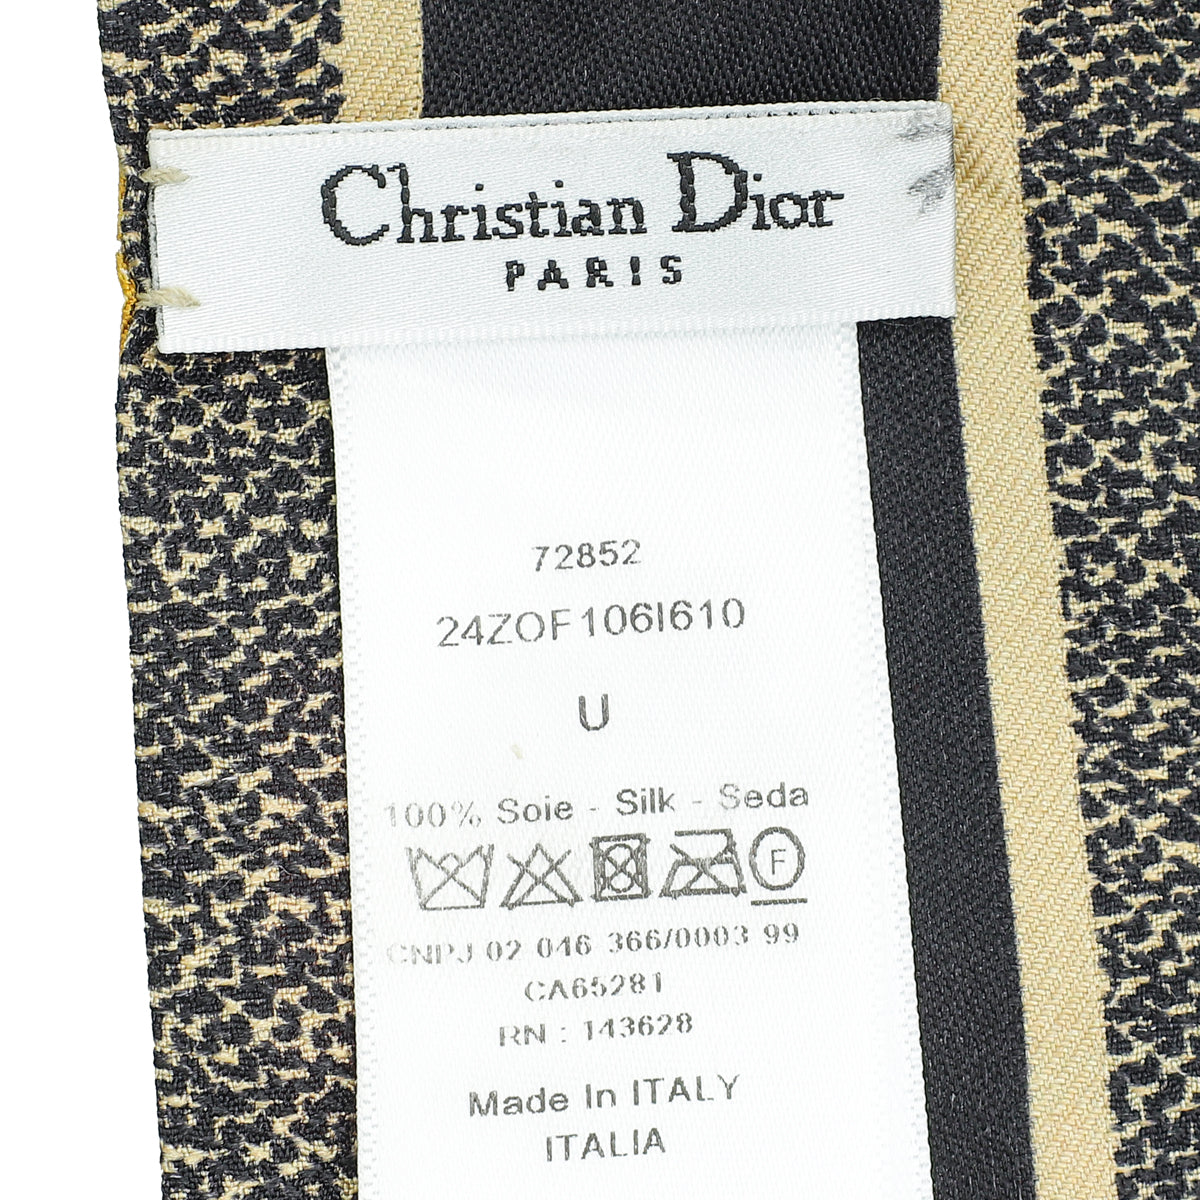 Christian Dior
PARIS
72852
24ZOF106I610
U
100% Soie - Silk - Seda
F
CNPJ 02 046 366/0003 99
CA65281
RN : 143628
Made In ITALY
ITALIA